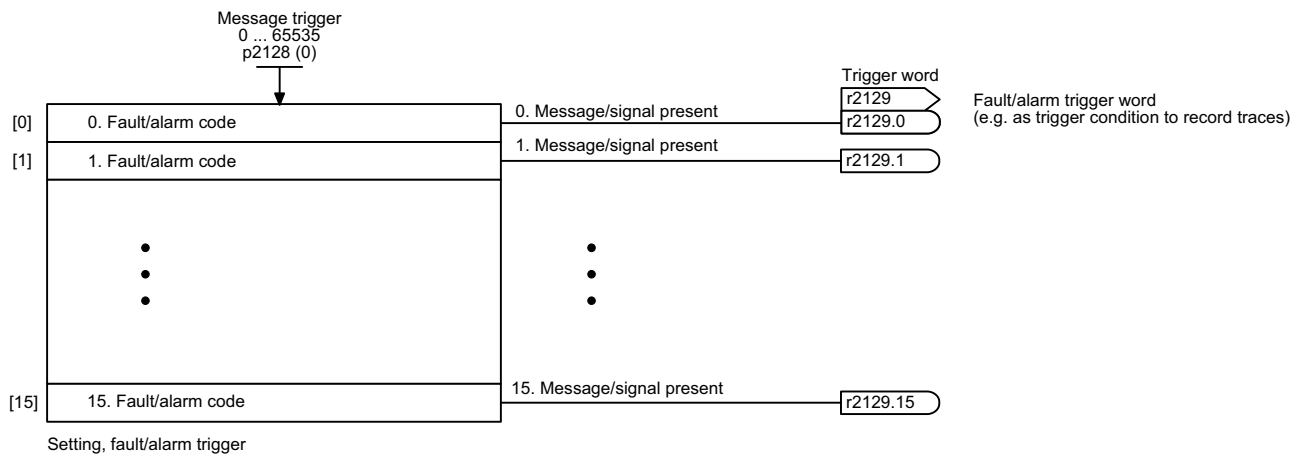 Message trigger
0 ... 65535
p2128 (0)
Trigger word
r2129
Fault/alarm trigger word
(e.g. as trigger condition to record traces)
[0]
0. Fault/alarm code
0. Message/signal present
r2129.0
[1]
1. Fault/alarm code
1. Message/signal present
r2129.1
[15]
15. Fault/alarm code
15. Message/signal present
r2129.15
Setting, fault/alarm trigger